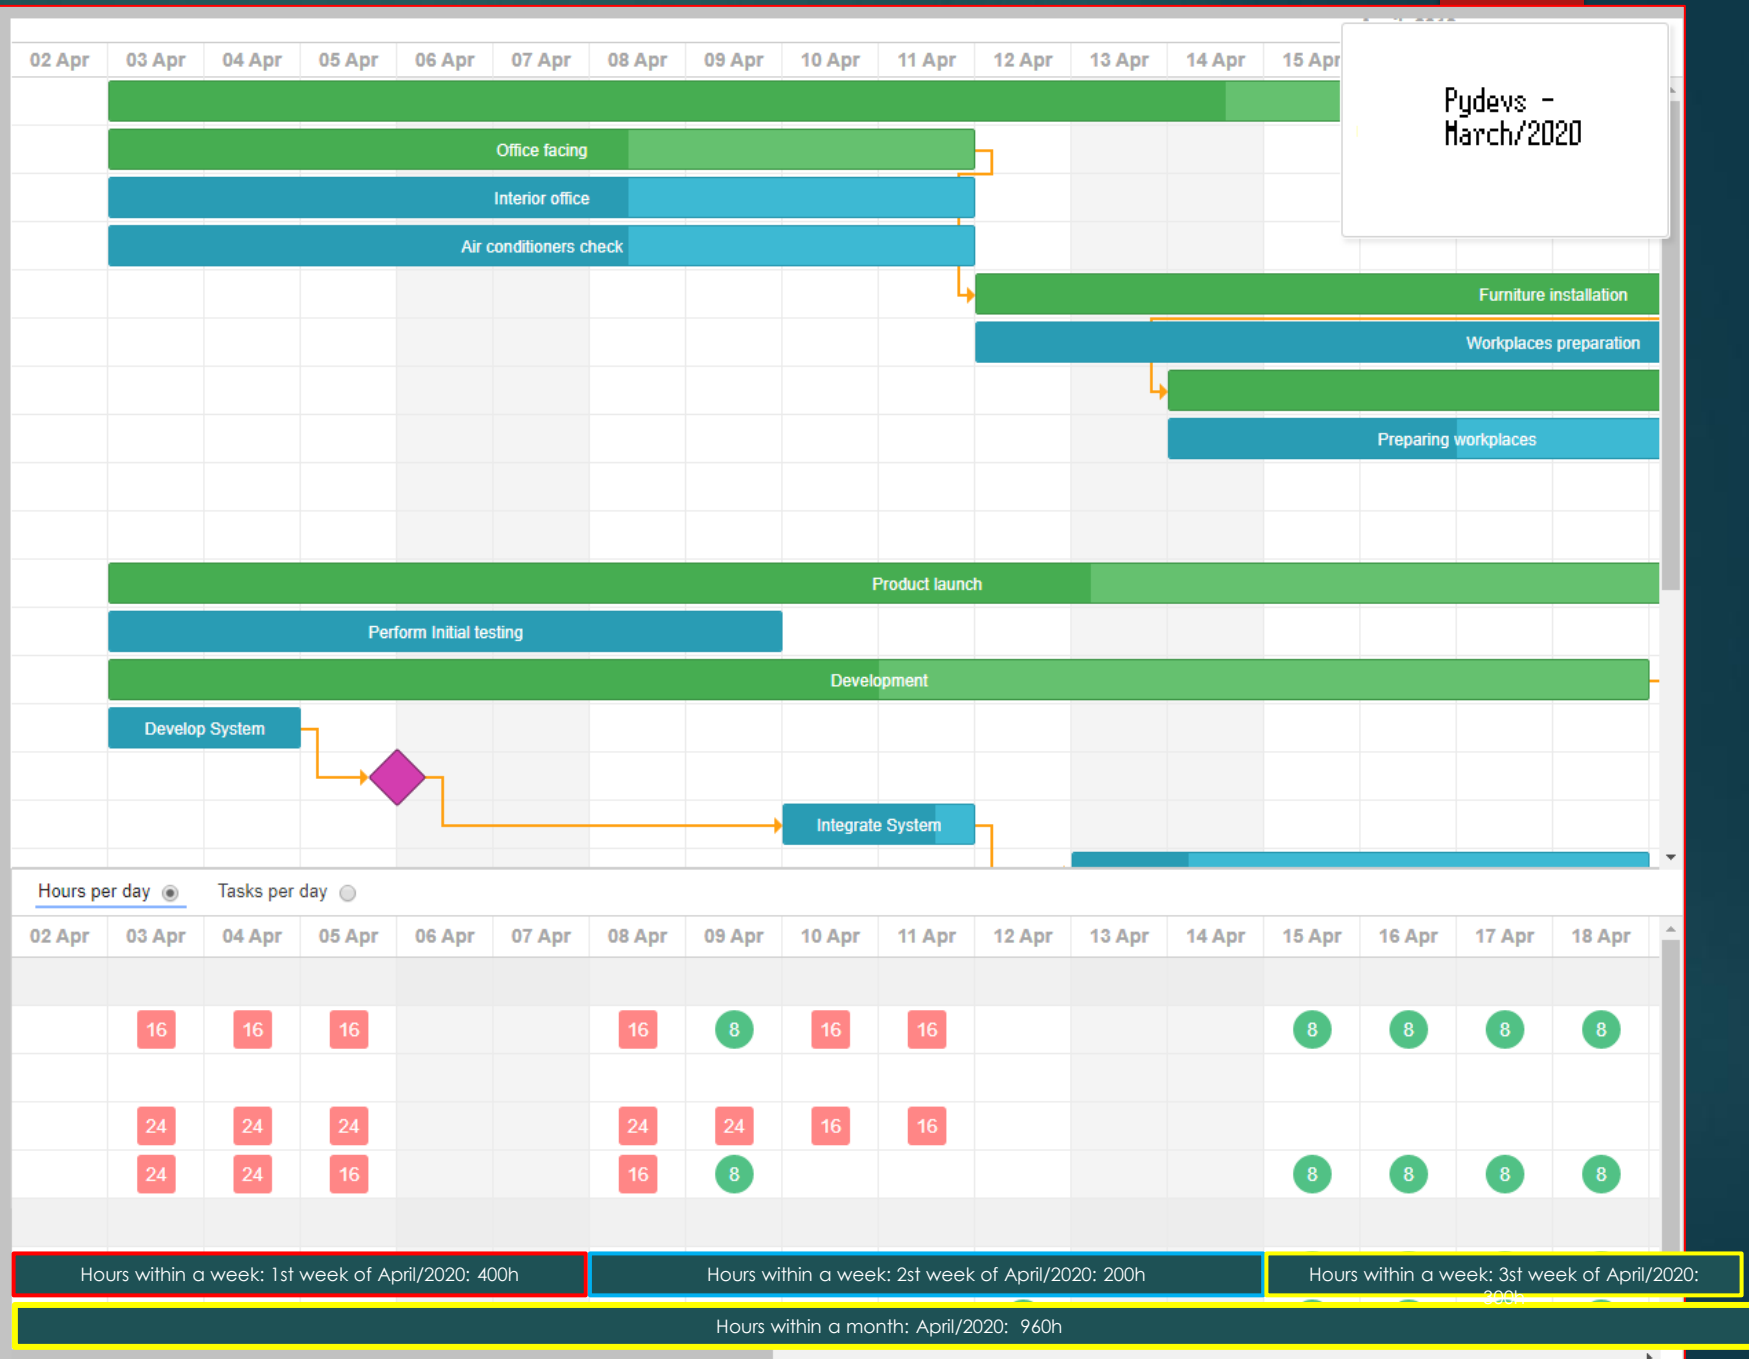 02 Apr 03 Apr 04 Apr 05 Apr 06 Apr 07 Apr 08 Apr 09 Apr 10 Apr 11 Apr 12 Apr 13 Apr 14 Apr 15 Apr
Pydevs -
March/2020
Office facing
Interior office
Air conditioners check
Furniture installation
Workplaces preparation
Preparing workplaces
Product launch
Perform Initial testing
Development
Develop System
Integrate System
Hours per day Tasks per day
02 Apr 03 Apr 04 Apr 05 Apr 06 Apr 07 Apr 08 Apr 09 Apr 10 Apr 11 Apr 12 Apr 13 Apr 14 Apr 15 Apr 16 Apr 17 Apr 18 Apr
16 16 16 16 8 16 16 8 8 8 8
24 24 24 24 24 16 16
24 24 16 16 8 8 8 8 8
Hours within a week: 1st week of April/2020: 400h
Hours within a week: 2st week of April/2020: 200h
Hours within a week: 3st week of April/2020:
Hours within a month: April/2020: 960h